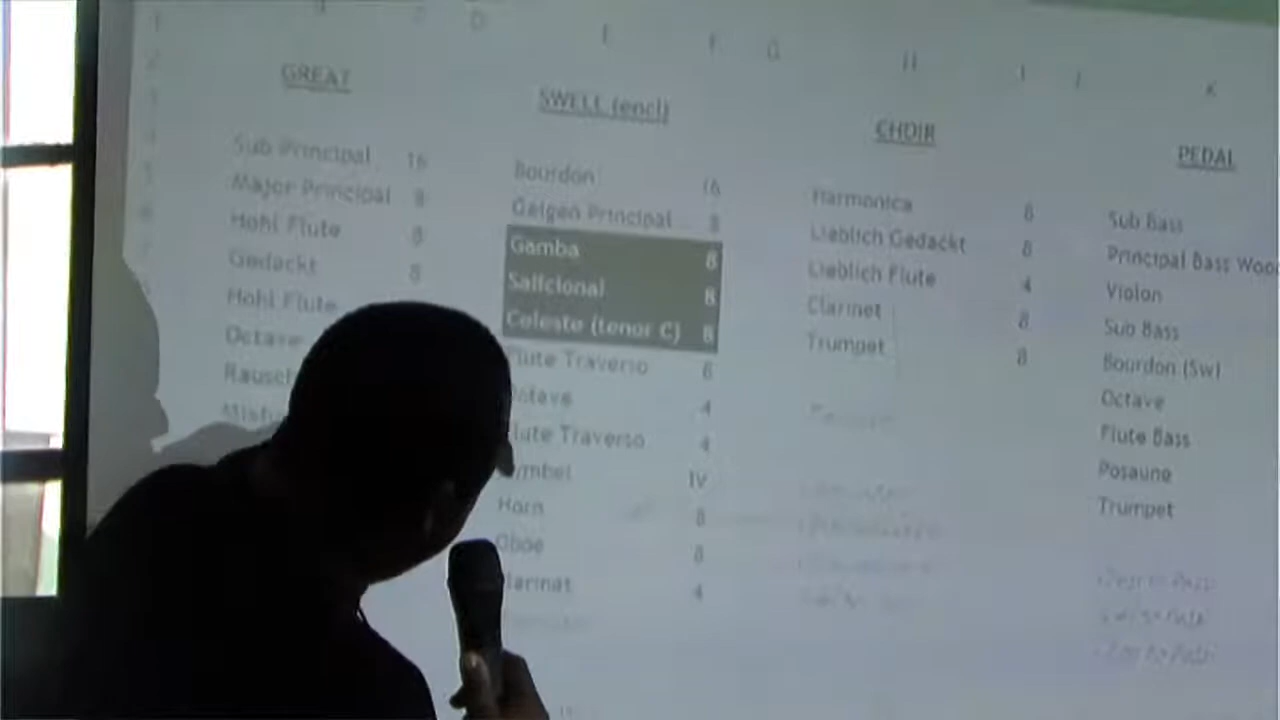 GREAT
Sub Principal 16
Major Principal 8
Hohl Flute 8
Gedackt 8
Hohl Flute
Octave
SWELL (encl)
Bourdon 16
Geigen Principal 8
Gamba 8
Salicional 8
Celeste (tenor C) 8
Flute Traverso 8
Octave 4
Flute Traverso 4
IV
Horn 8
Oboe 8
Clarinet 4
CHOIR
Harmonica 8
Lieblich Gedackt 8
Lieblich Flute 4
Clarinet 8
Trumpet 8
PEDAL
Sub Bass
Principal Bass
Violon
Sub Bass
Bourdon (Sw)
Octave
Flute Bass
Posaune
Trumpet